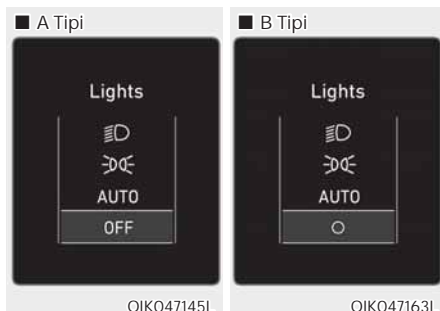 ■ A Tipi
Lights
AUTO
OFF
OIK047145L
■ B Tipi
Lights
AUTO
OIK047163L